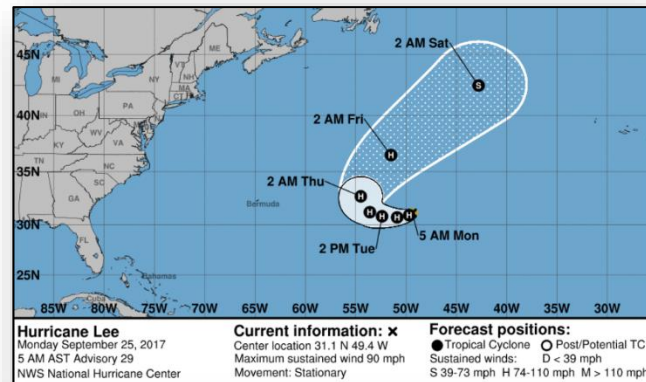 2 AM Sat
45N
ME
MI
VT
NH
NY
MA
CT
40N
PA
OH
IN
WV
VA
KY
2 AM Fri
35N
TN
NC
SC
2 AM Thu
GA
Bermuda
30N
FL
2 PM Tue
5 AM Mon
25N
Bahamas
Cuba
85W 80W 75W 70W 65W 60W 55W 50W 45W 40W 35W 30W
S
H
H
H H H H
Hurricane Lee
Monday September 25, 2017
5 AM AST Advisory 29
NWS National Hurricane Center
Current information: ×
Center location 31.1 N 49.4 W
Maximum sustained wind 90 mph
Movement: Stationary
Forecast positions:
● Tropical Cyclone ○ Post/Potential TC
Sustained winds: D < 39 mph
S 39-73 mph H 74-110 mph M > 110 mph